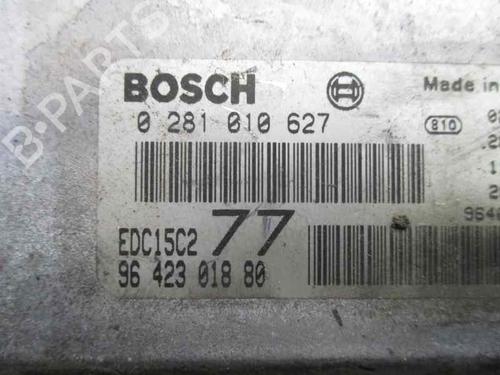 B-PARTS
BOSCH
Made in
0 281 010 627
810
EDC15C2 77
96 423 018 80